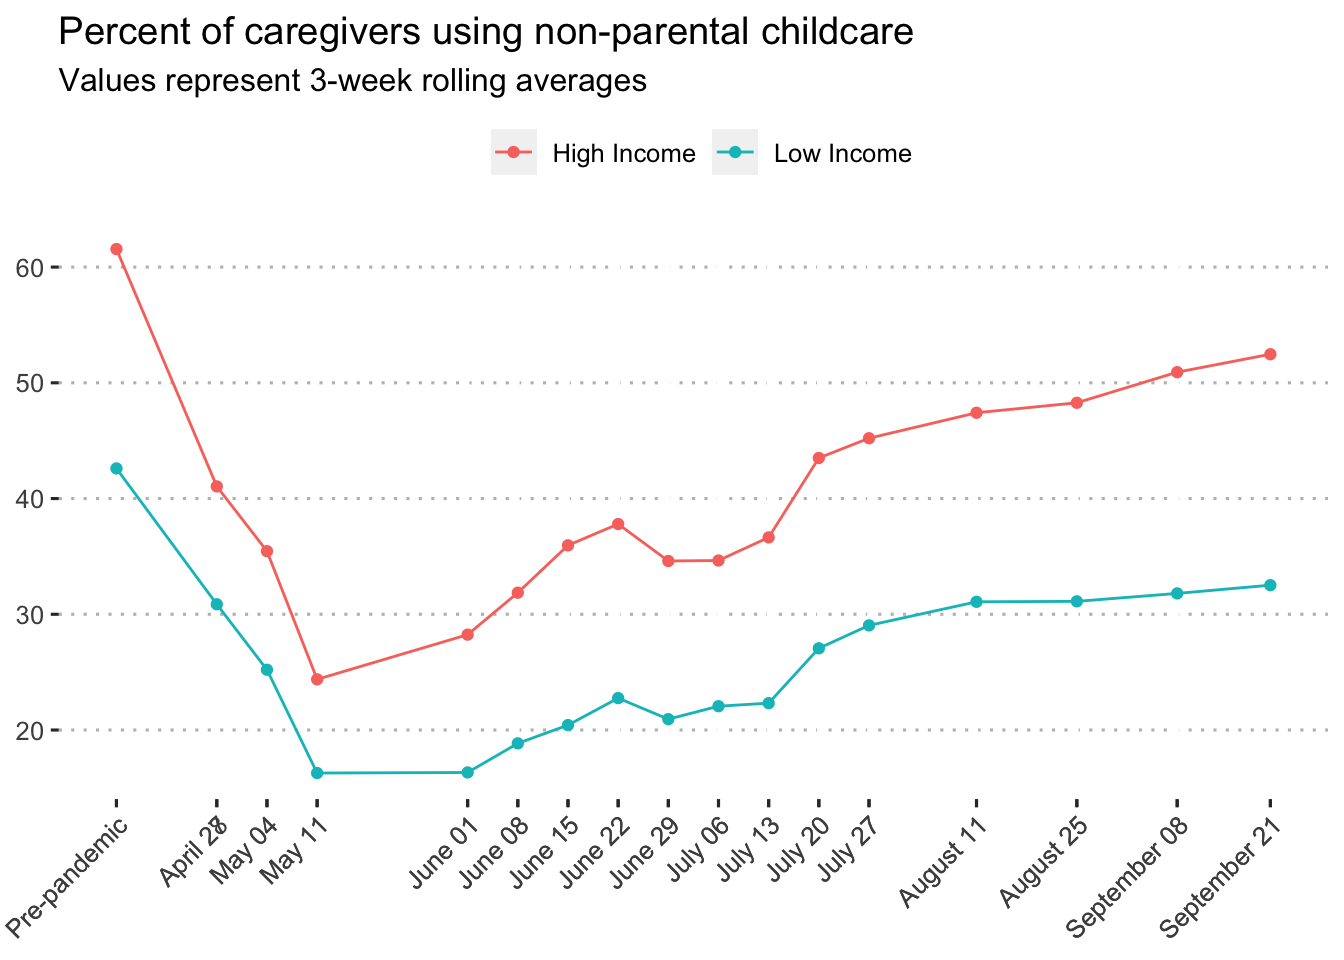 Percent of caregivers using non-parental childcare
Values represent 3-week rolling averages
High Income
Low Income
60
50
40
30
20
Pre-pandemic
April 28
May 04
May 11
June 01
June 08
June 15
June 22
June 29
July 06
July 13
July 20
July 27
August 11
August 25
September 08
September 21